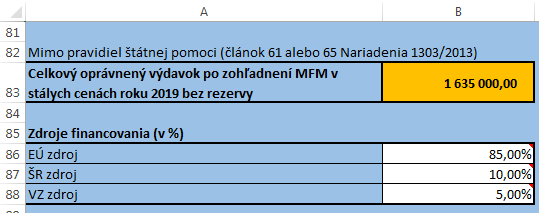 A B
81
82 Mimo pravidiel štátnej pomoci (článok 61 alebo 65 Nariadenia 1303/2013)
Celkový oprávnený výdavok po zohľadnení MFM v
83 stálych cenách roku 2019 bez rezervy 1 635 000,00
84
85 Zdroje financovania (v %)
86 EÚ zdroj 85,00%
87 ŠR zdroj 10,00%
88 VZ zdroj 5,00%